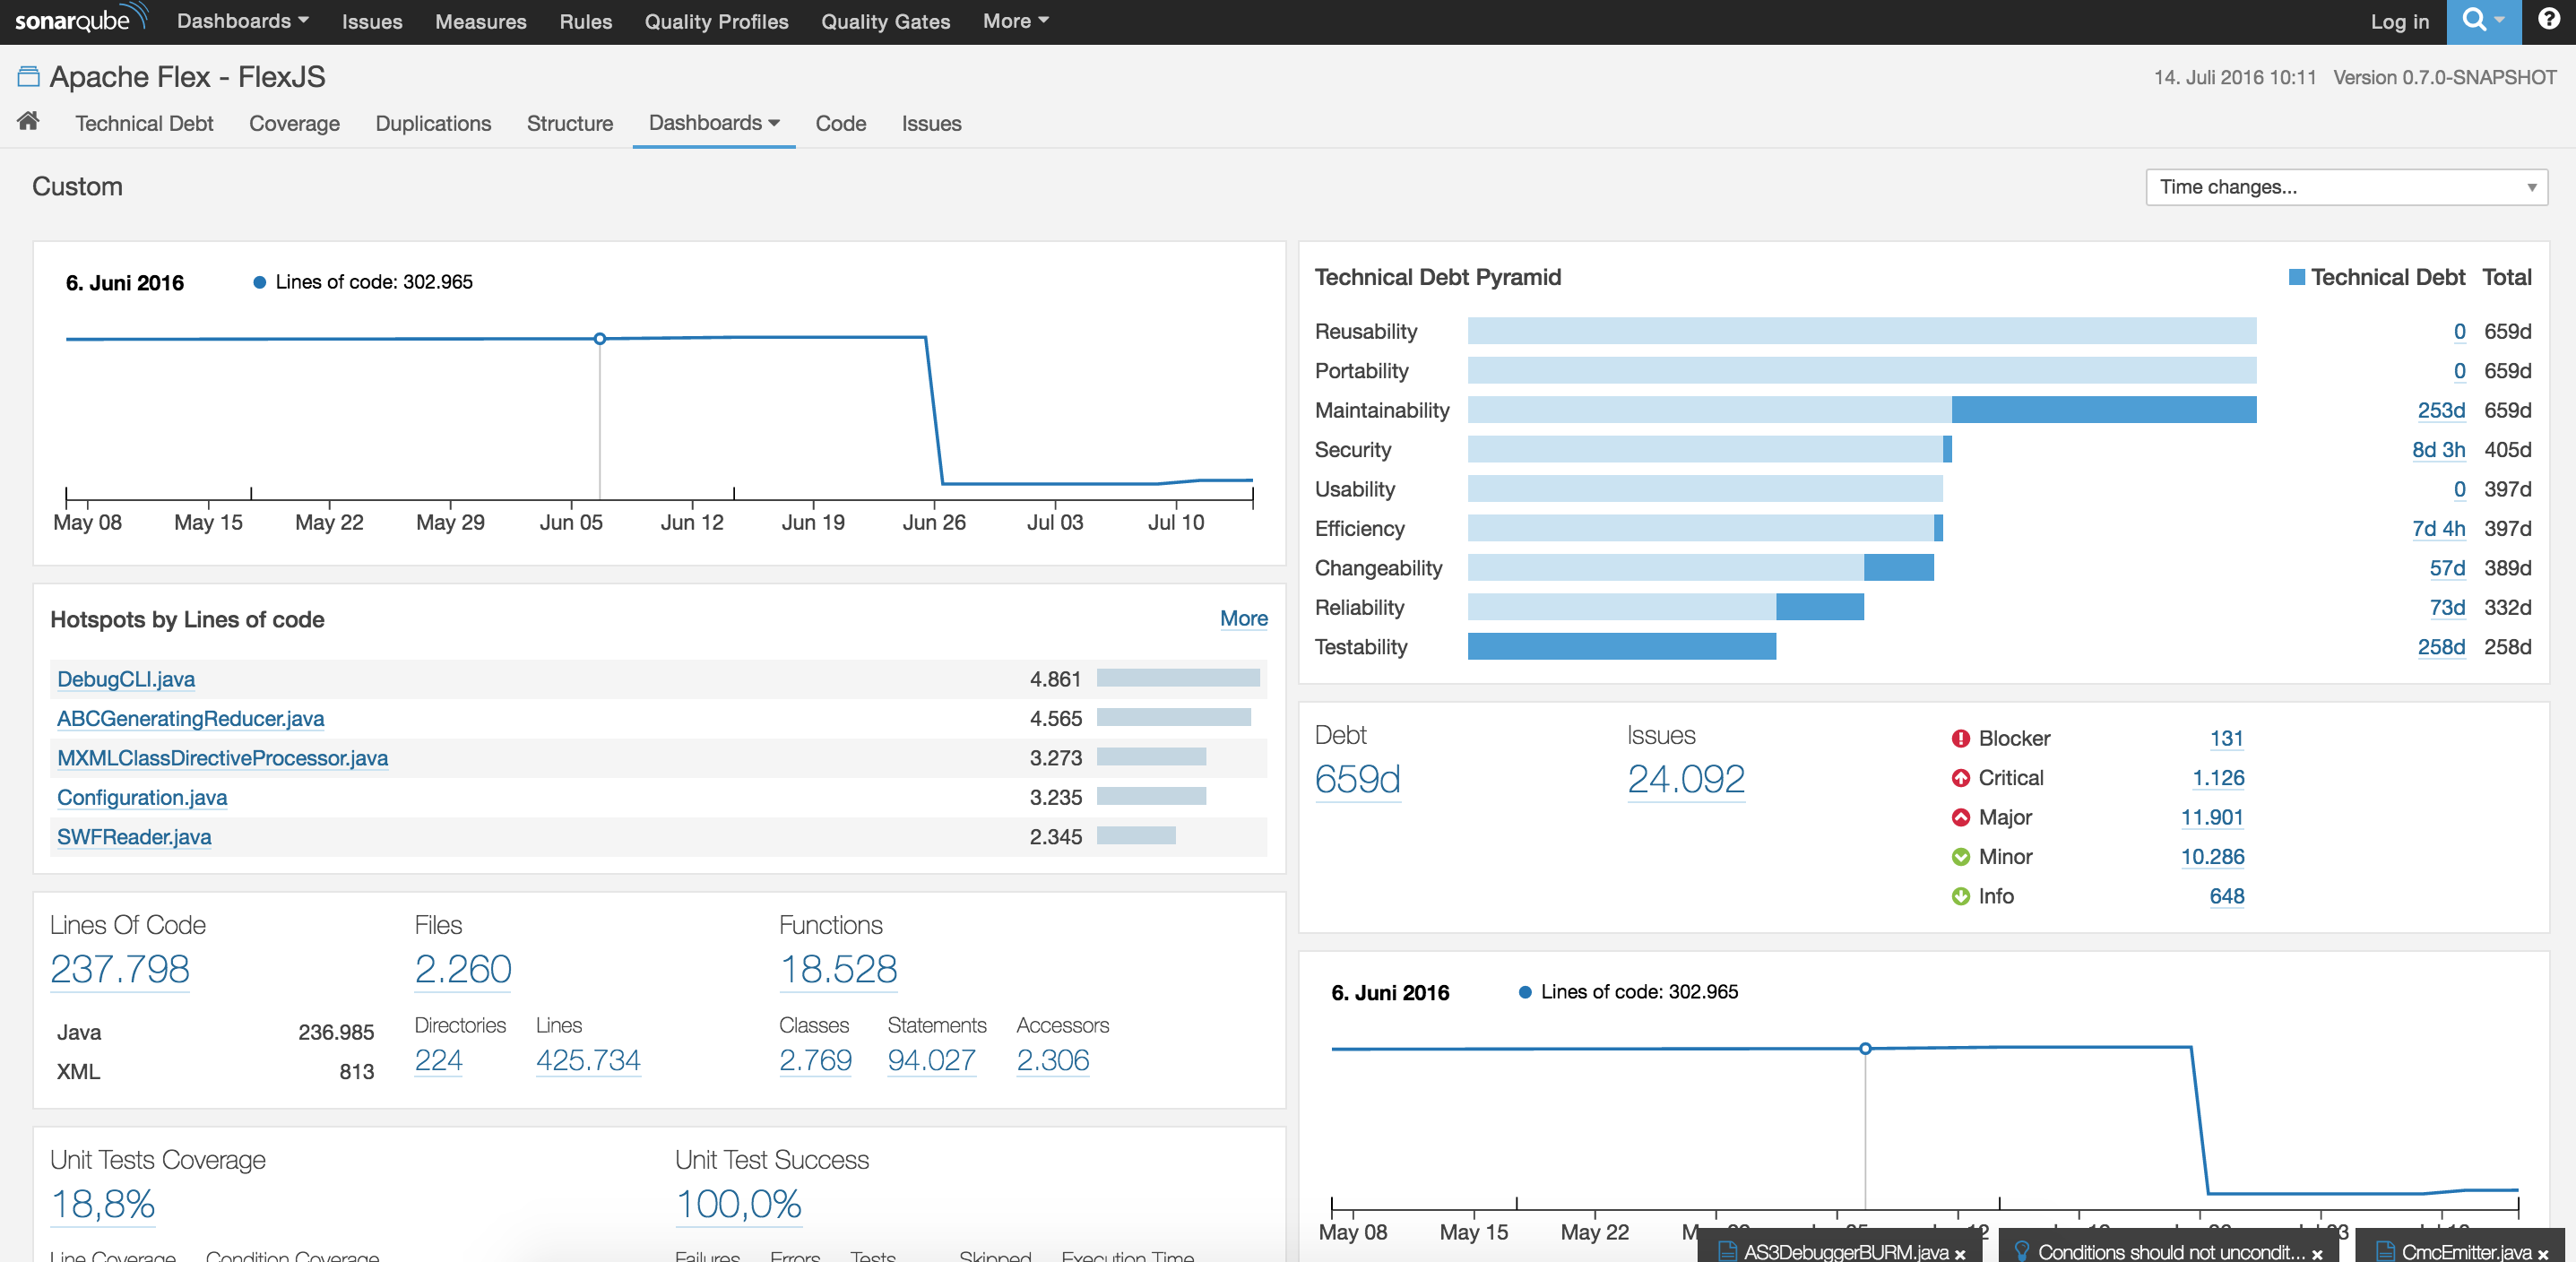 sonarqube Dashboards Issues Measures Rules Quality Profiles Quality Gates More Log in
Apache Flex - FlexJS 14. Juli 2016 10:11 Version 0.7.0-SNAPSHOT
Technical Debt Coverage Duplications Structure Dashboards Code Issues
Custom Time changes...
6. Juni 2016 Lines of code: 302.965
May 08 May 15 May 22 May 29 Jun 05 Jun 12 Jun 19 Jun 26 Jul 03 Jul 10
Hotspots by Lines of code More
DebugCLI.java 4.861
ABCGeneratingReducer.java 4.565
MXMLClassDirectiveProcessor.java 3.273
Configuration.java 3.235
SWFReader.java 2.345
Lines Of Code Files Functions
237.798 2.260 18.528
Java 236.985 Directories Lines Classes Statements Accessors
XML 813 224 425.734 2.769 94.027 2.306
Unit Tests Coverage Unit Test Success
18,8% 100,0%
Line Coverage Condition Coverage Failures Errors Tests Skipped Execution Time
Technical Debt Pyramid Technical Debt Total
Reusability 0 659d
Portability 0 659d
Maintainability 253d 659d
Security 8d 3h 405d
Usability 0 397d
Efficiency 7d 4h 397d
Changeability 57d 389d
Reliability 73d 332d
Testability 258d 258d
Debt Issues
659d 24.092
Blocker 131
Critical 1.126
Major 11.901
Minor 10.286
Info 648
6. Juni 2016 Lines of code: 302.965
May 08 May 15 May 22
AS3DebuggerBURM.java Conditions should not uncondit... CmcEmitter.java